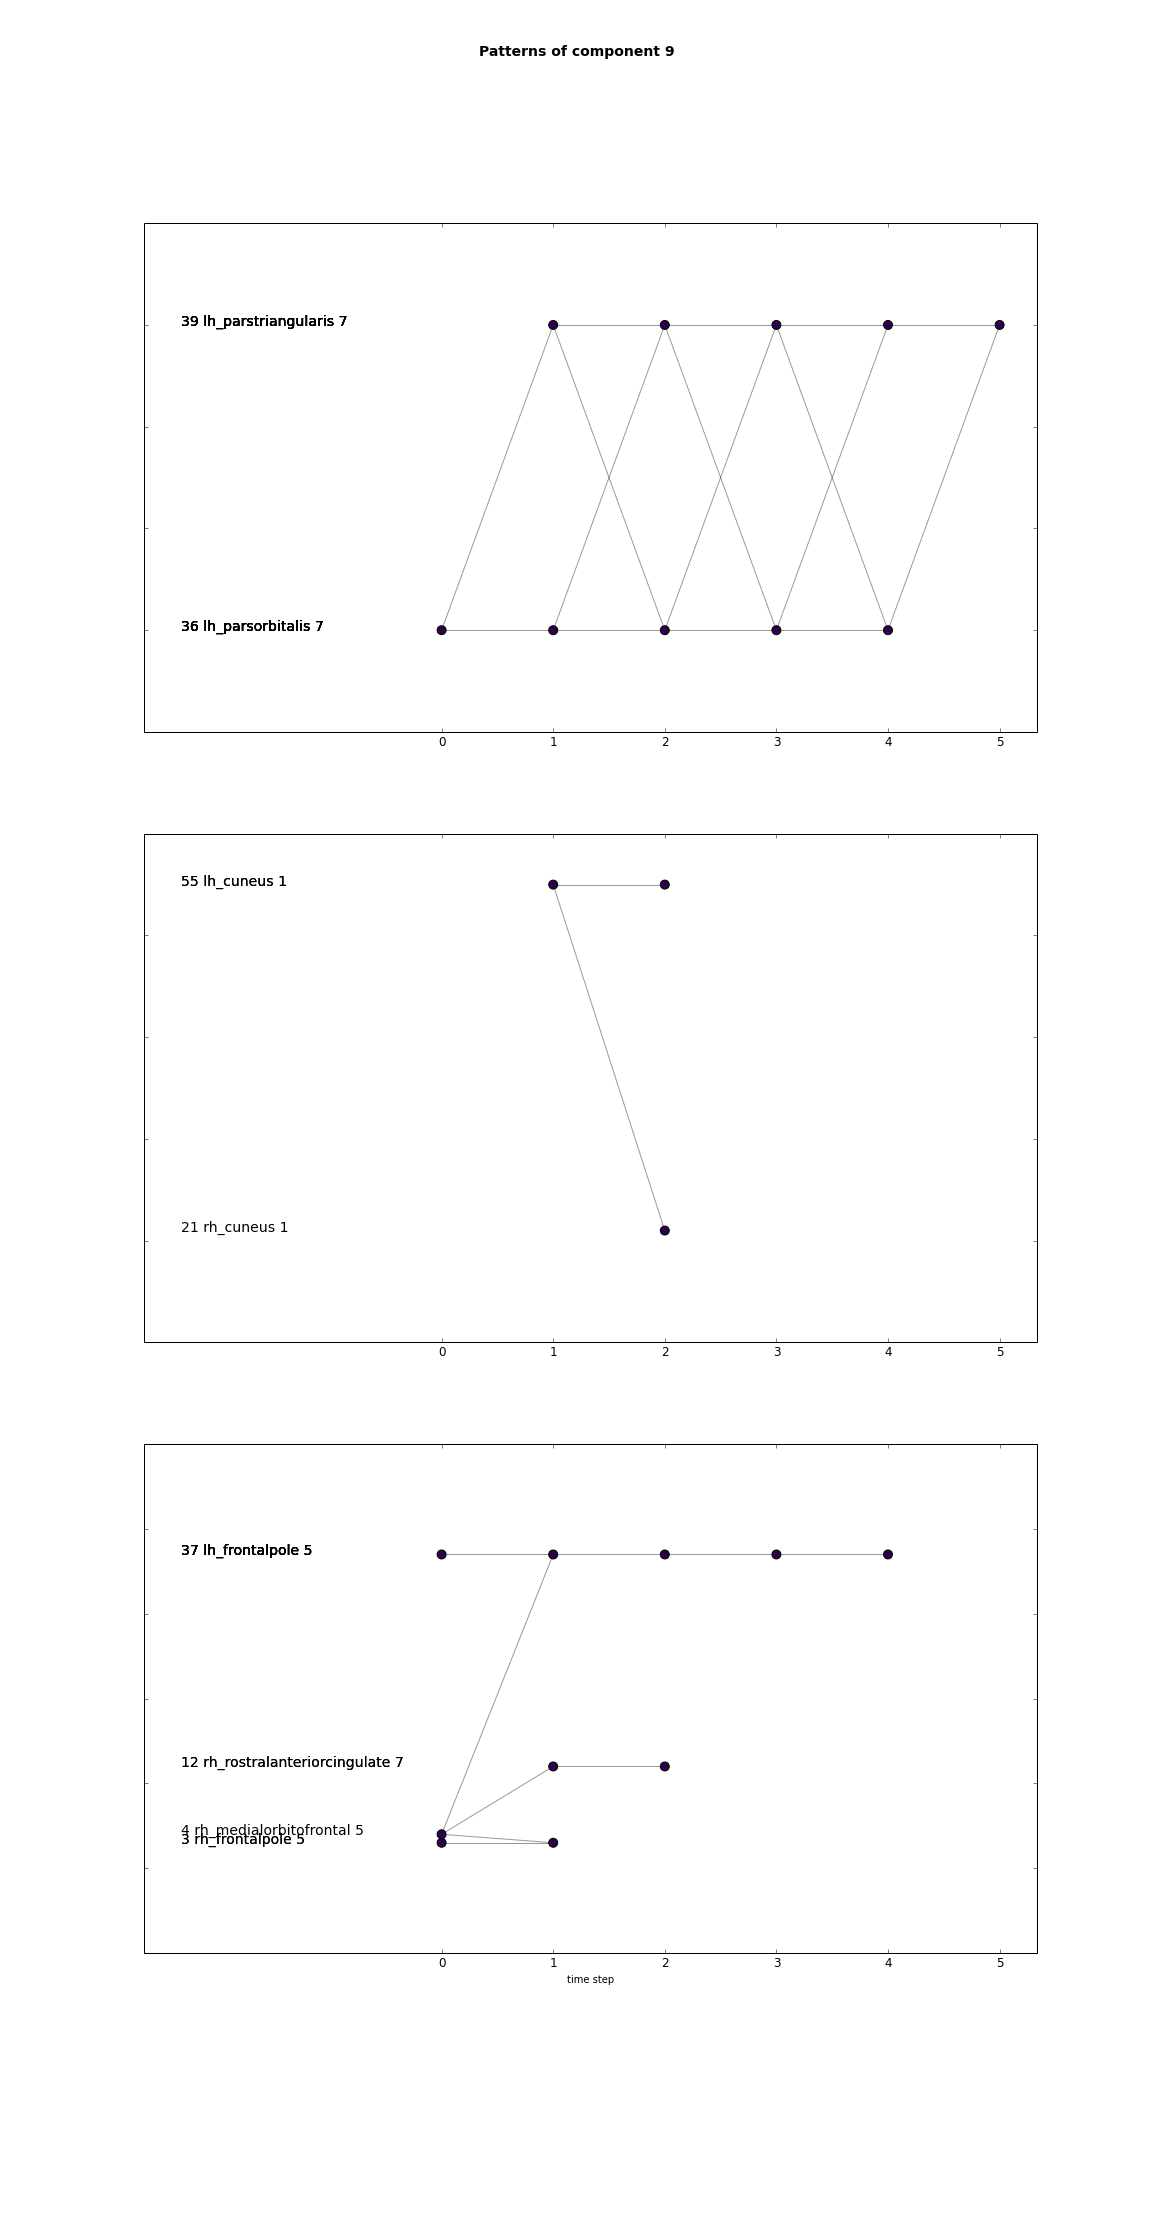 Patterns of component 9
39 lh_parstriangularis 7
36 lh_parsorbitalis 7
0 1 2 3 4 5
55 lh_cuneus 1
21 rh_cuneus 1
0 1 2 3 4 5
37 lh_frontalpole 5
12 rh_rostralanteriorcingulate 7
4 rh_medialorbitofrontal 5
3 rh_frontalpole 5
0 1 2 3 4 5
time step